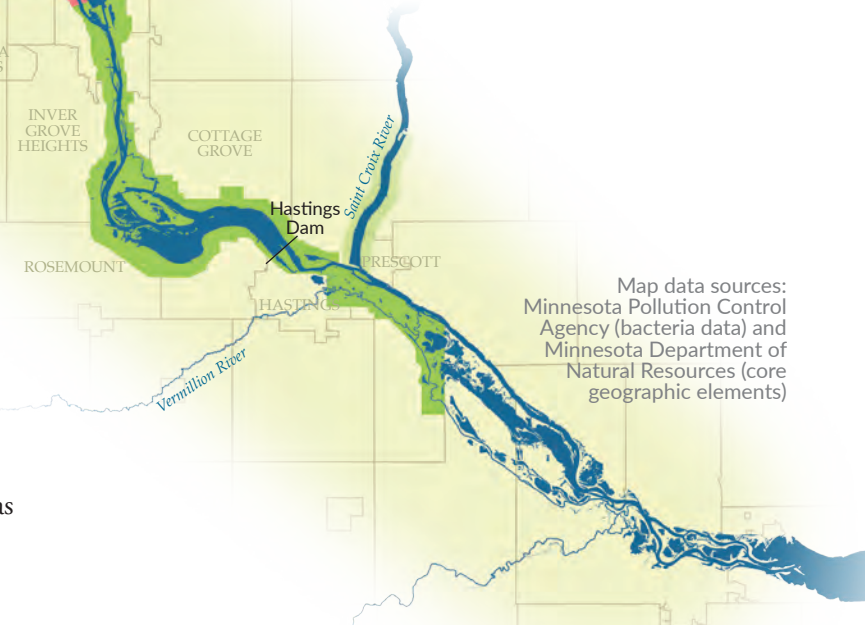 INVER
GROVE
HEIGHTS
COTTAGE
GROVE
Saint Croix River
Hastings
Dam
ROSEMOUNT
PRESCOTT
HASTINGS
Vermillion River
Map data sources:
Minnesota Pollution Control
Agency (bacteria data) and
Minnesota Department of
Natural Resources (core
geographic elements)